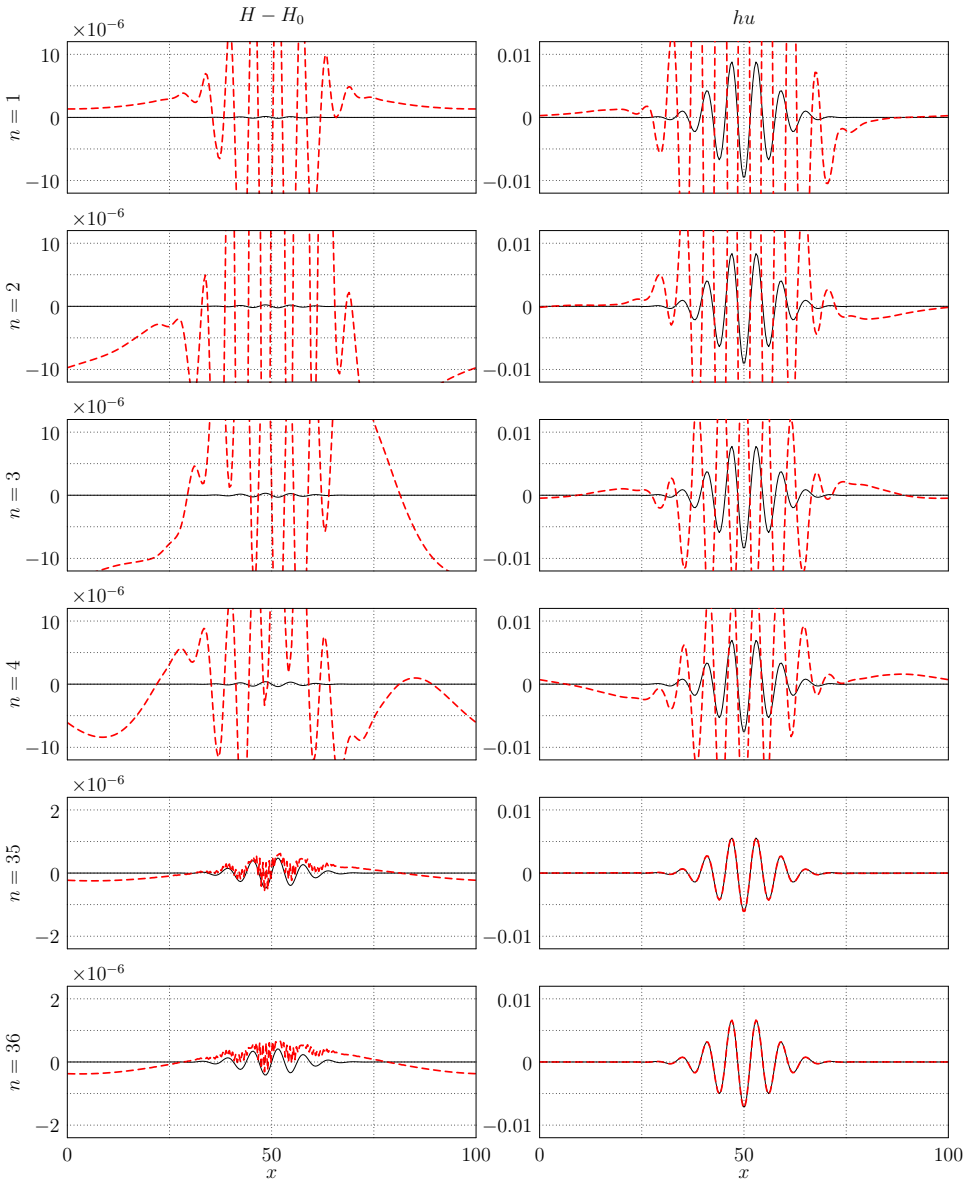 $H - H_0$ $hu$
×10⁻⁶
10 0.01
n = 1 0 0
−10 −0.01
×10⁻⁶
10 0.01
n = 2 0 0
−10 −0.01
×10⁻⁶
10 0.01
n = 3 0 0
−10 −0.01
×10⁻⁶
10 0.01
n = 4 0 0
−10 −0.01
×10⁻⁶
2 0.01
n = 35 0 0
−2 −0.01
×10⁻⁶
2 0.01
n = 36 0 0
−2 −0.01
0 50 100 0 50 100
x x